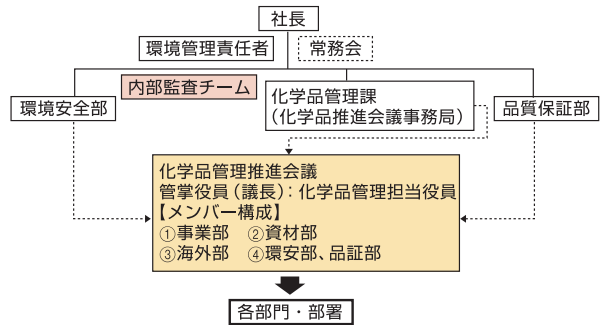 社長
環境管理責任者
常務会
内部監査チーム
環境安全部
化学品管理課
（化学品推進会議事務局）
品質保証部
化学品管理推進会議
管掌役員（議長）：化学品管理担当役員
【メンバー構成】
①事業部　②資材部
③海外部　④環安部、品証部
各部門・部署